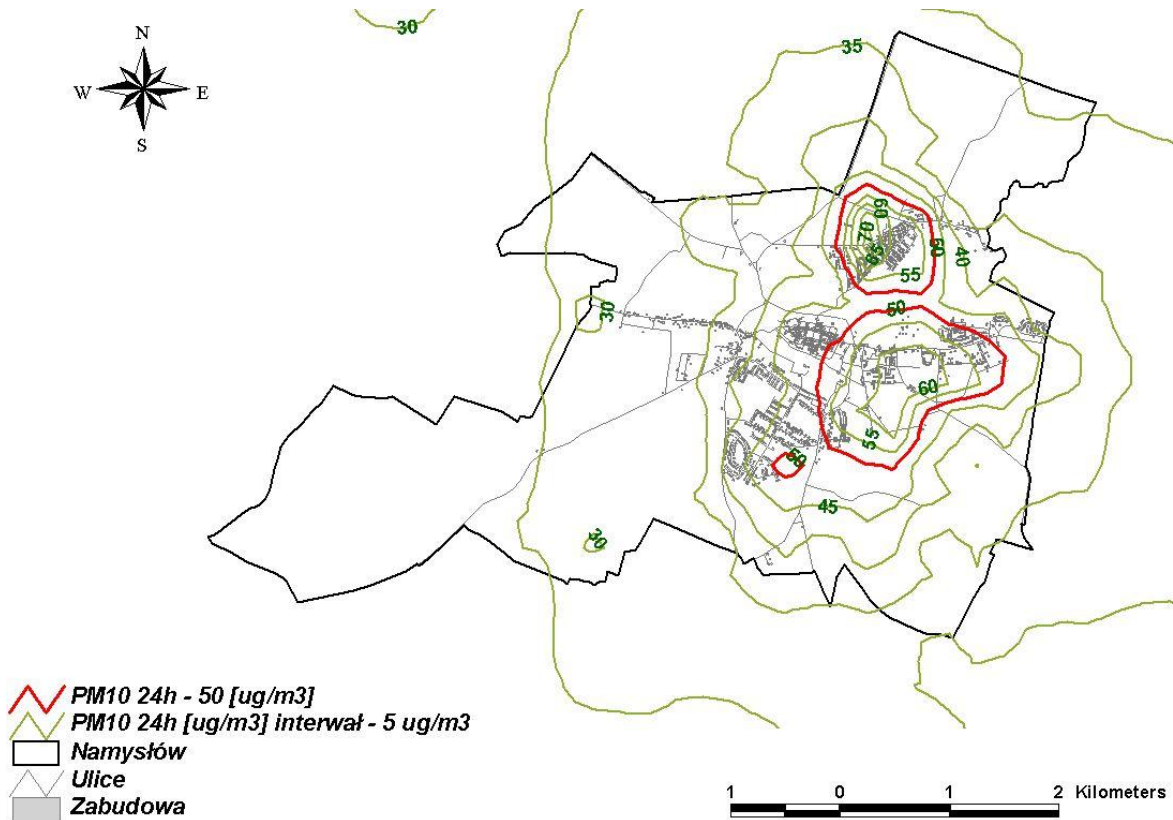 30
35
N
W E
S
60
70
65
50
40
55
50
30
60
55
50
45
30
PM10 24h - 50 [ug/m3]
PM10 24h [ug/m3] interwał - 5 ug/m3
Namysłów
Ulice
Zabudowa
1 0 1 2 Kilometers